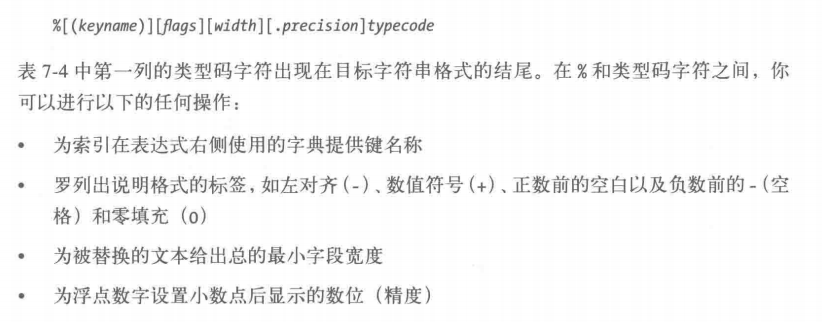 %[(keyname)][flags][width][.precision]typecode
表 7-4 中第一列的类型码字符出现在目标字符串格式的结尾。在 % 和类型码字符之间，你
可以进行以下的任何操作：
• 为索引在表达式右侧使用的字典提供键名称
• 罗列出说明格式的标签，如左对齐（-）、数值符号（+）、正数前的空白以及负数前的 -（空
格）和零填充（0）
• 为被替换的文本给出总的最小字段宽度
• 为浮点数字设置小数点后显示的数位（精度）